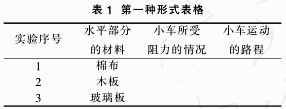 表1 第一种形式表格
实验序号 水平部分的材料 小车所受阻力的情况 小车运动的路程
1 棉布
2 木板
3 玻璃板